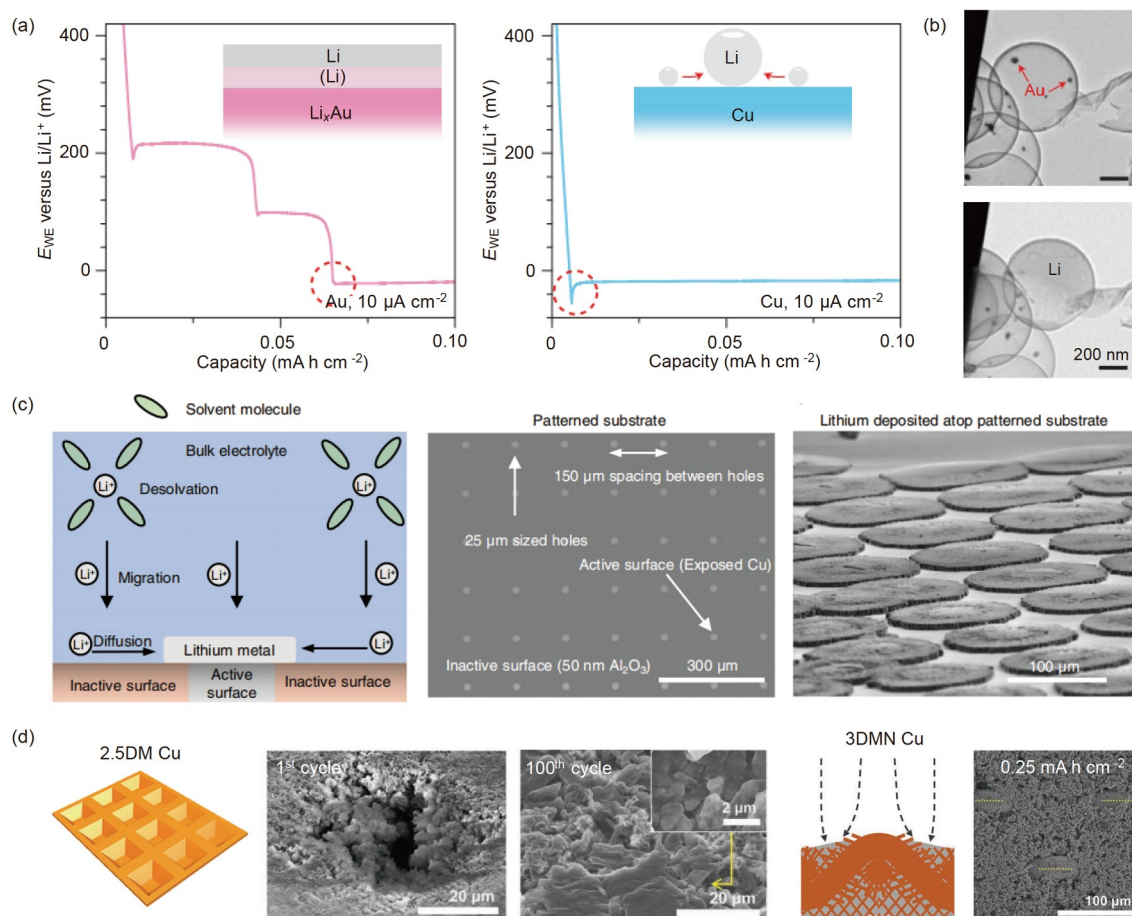 (a)
400
200
0
E_WE versus Li/Li⁺ (mV)
Li
(Li)
LiₓAu
Au, 10 µA cm⁻²
0
0.05
0.10
Capacity (mA h cm⁻²)
400
200
0
E_WE versus Li/Li⁺ (mV)
Li
Cu
Cu, 10 µA cm⁻²
0
0.05
0.10
Capacity (mA h cm⁻²)
(b)
Au
Li
200 nm
(c)
Solvent molecule
Bulk electrolyte
Li⁺
Desolvation
Li⁺
Li⁺
Migration
Li⁺
Li⁺
Li⁺
Diffusion
Lithium metal
Li⁺
Inactive surface
Active
surface
Inactive surface
Patterned substrate
150 µm spacing between holes
25 µm sized holes
Active surface (Exposed Cu)
Inactive surface (50 nm Al₂O₃)
300 µm
Lithium deposited atop patterned substrate
100 µm
(d)
2.5DM Cu
1ˢᵗ cycle
20 µm
100ᵗʰ cycle
2 µm
20 µm
3DMN Cu
0.25 mA h cm⁻²
100 µm